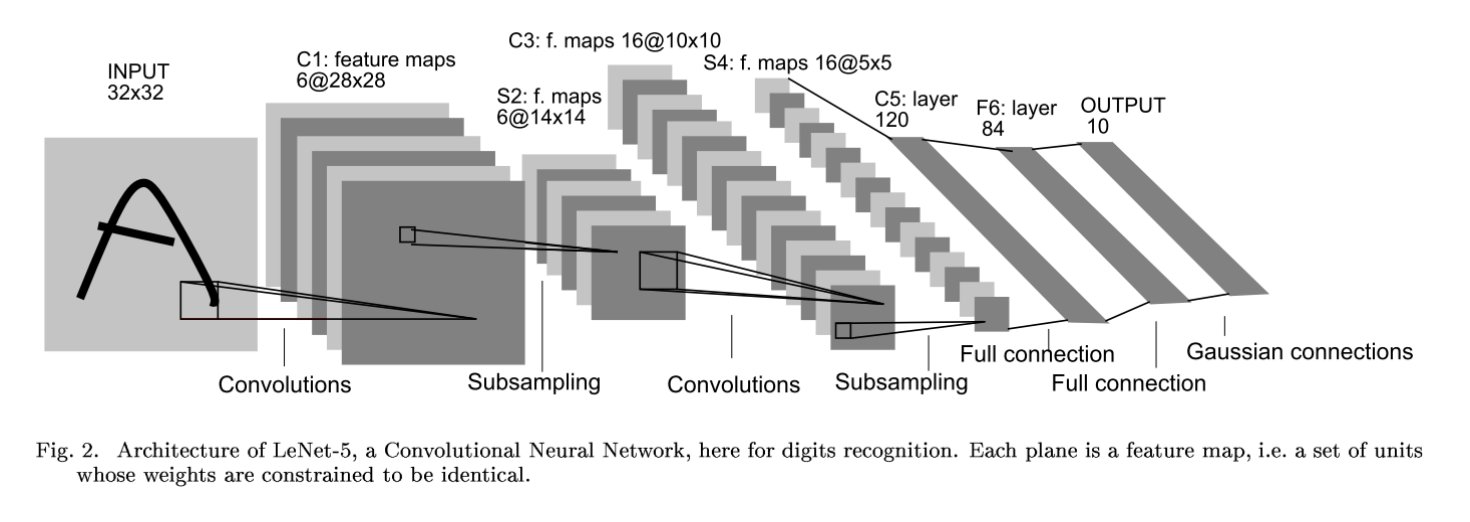 INPUT
32x32
C1: feature maps
6@28x28
S2: f. maps
6@14x14
C3: f. maps 16@10x10
S4: f. maps 16@5x5
C5: layer
120
F6: layer
84
OUTPUT
10
Convolutions
Subsampling
Convolutions
Subsampling
Full connection
Full connection
Gaussian connections
Fig. 2. Architecture of LeNet-5, a Convolutional Neural Network, here for digits recognition. Each plane is a feature map, i.e. a set of units
whose weights are constrained to be identical.